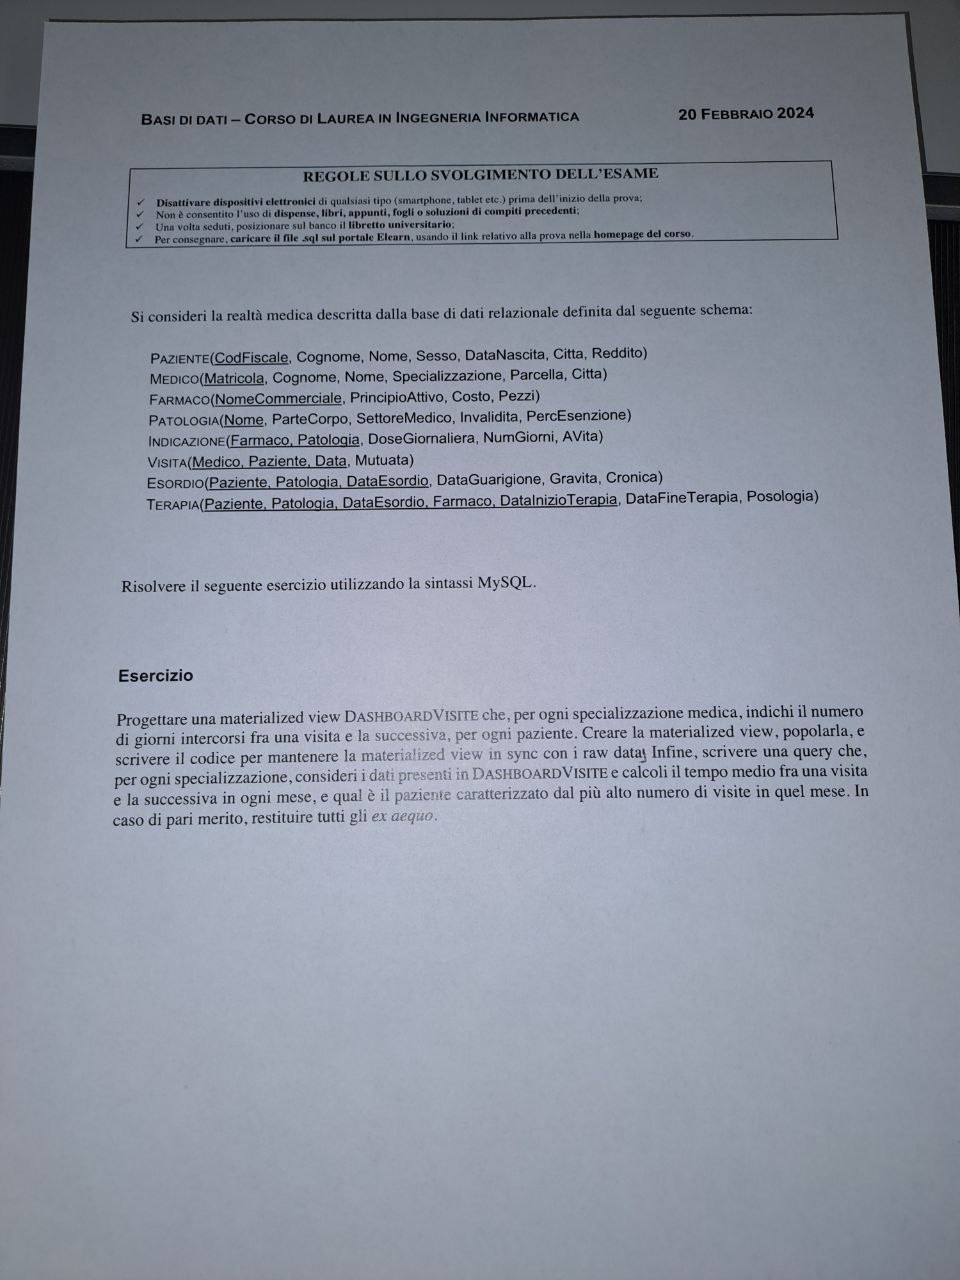 BASI DI DATI – CORSO DI LAUREA IN INGEGNERIA INFORMATICA 20 FEBBRAIO 2024
REGOLE SULLO SVOLGIMENTO DELL'ESAME
✓ Disattivare dispositivi elettronici di qualsiasi tipo (smartphone, tablet etc.) prima dell'inizio della prova;
✓ Non è consentito l'uso di dispense, libri, appunti, fogli o soluzioni di compiti precedenti;
✓ Una volta seduti, posizionare sul banco il libretto universitario;
✓ Per consegnare, caricare il file .sql sul portale Elearn, usando il link relativo alla prova nella homepage del corso.
Si consideri la realtà medica descritta dalla base di dati relazionale definita dal seguente schema:
PAZIENTE(CodFiscale, Cognome, Nome, Sesso, DataNascita, Citta, Reddito)
MEDICO(Matricola, Cognome, Nome, Specializzazione, Parcella, Citta)
FARMACO(NomeCommerciale, PrincipioAttivo, Costo, Pezzi)
PATOLOGIA(Nome, ParteCorpo, SettoreMedico, Invalidita, PercEsenzione)
INDICAZIONE(Farmaco, Patologia, DoseGiornaliera, NumGiorni, AVita)
VISITA(Medico, Paziente, Data, Mutuata)
ESORDIO(Paziente, Patologia, DataEsordio, DataGuarigione, Gravita, Cronica)
TERAPIA(Paziente, Patologia, DataEsordio, Farmaco, DataInizioTerapia, DataFineTerapia, Posologia)
Risolvere il seguente esercizio utilizzando la sintassi MySQL.
Esercizio
Progettare una materialized view DASHBOARDVISITE che, per ogni specializzazione medica, indichi il numero
di giorni intercorsi fra una visita e la successiva, per ogni paziente. Creare la materialized view, popolarla, e
scrivere il codice per mantenere la materialized view in sync con i raw data. Infine, scrivere una query che,
per ogni specializzazione, consideri i dati presenti in DASHBOARDVISITE e calcoli il tempo medio fra una visita
e la successiva in ogni mese, e qual è il paziente caratterizzato dal più alto numero di visite in quel mese. In
caso di pari merito, restituire tutti gli ex aequo.